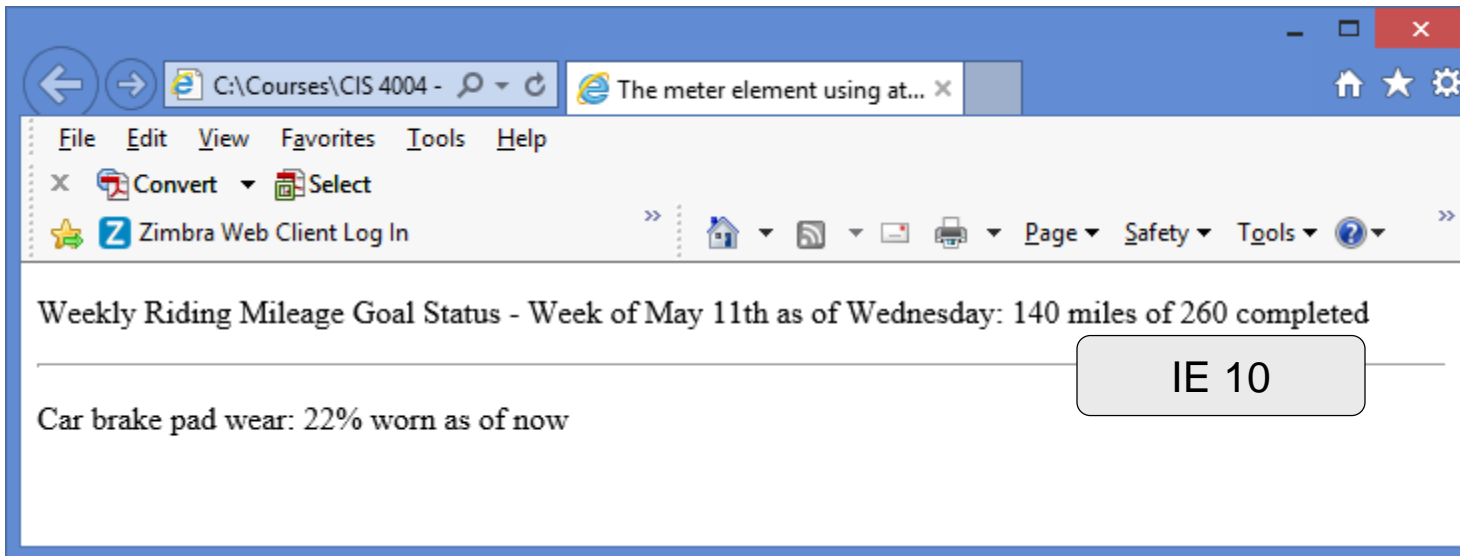 C:\Courses\CIS 4004 - 
The meter element using at...
File Edit View Favorites Tools Help
Convert Select
Zimbra Web Client Log In
Page Safety Tools
Weekly Riding Mileage Goal Status - Week of May 11th as of Wednesday: 140 miles of 260 completed
IE 10
Car brake pad wear: 22% worn as of now